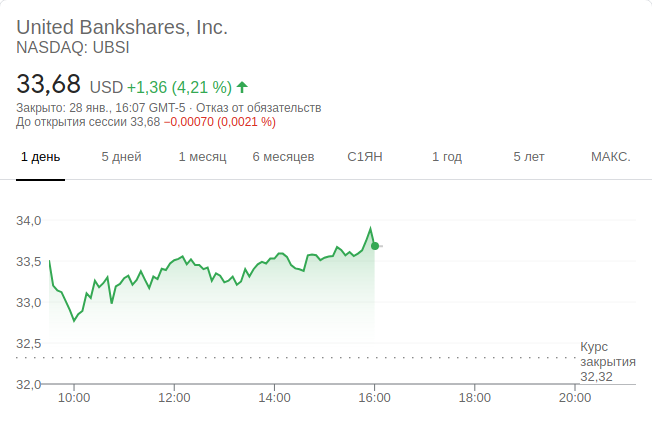 United Bankshares, Inc.
NASDAQ: UBSI
33,68 USD +1,36 (4,21 %)
Закрыто: 28 янв., 16:07 GMT-5 · Отказ от обязательств
До открытия сессии 33,68 −0,00070 (0,0021 %)
1 день 5 дней 1 месяц 6 месяцев С1ЯН 1 год 5 лет МАКС.
34,0
33,5
33,0
32,5
Курс
закрытия
32,32
32,0
10:00 12:00 14:00 16:00 18:00 20:00